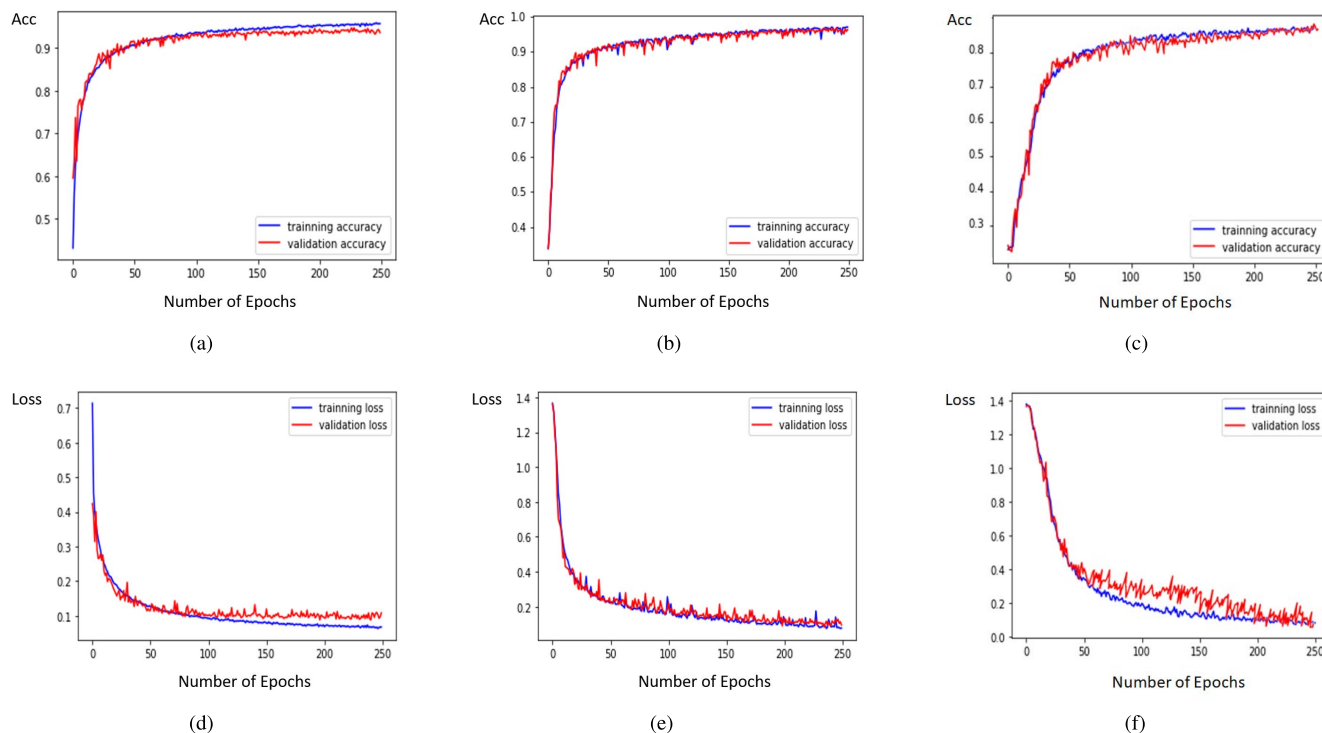 Acc
0.9
0.8
0.7
0.6
0.5
trainning accuracy
validation accuracy
0 50 100 150 200 250
Number of Epochs
(a)
Acc
1.0
0.9
0.8
0.7
0.6
0.5
0.4
trainning accuracy
validation accuracy
0 50 100 150 200 250
Number of Epochs
(b)
Acc
0.8
0.7
0.6
0.5
0.4
0.3
trainning accuracy
validation accuracy
0 50 100 150 200 250
Number of Epochs
(c)
Loss
0.7
0.6
0.5
0.4
0.3
0.2
0.1
trainning loss
validation loss
0 50 100 150 200 250
Number of Epochs
(d)
Loss
1.4
1.2
1.0
0.8
0.6
0.4
0.2
trainning loss
validation loss
0 50 100 150 200 250
Number of Epochs
(e)
Loss
1.4
1.2
1.0
0.8
0.6
0.4
0.2
0.0
trainning loss
validation loss
0 50 100 150 200 250
Number of Epochs
(f)